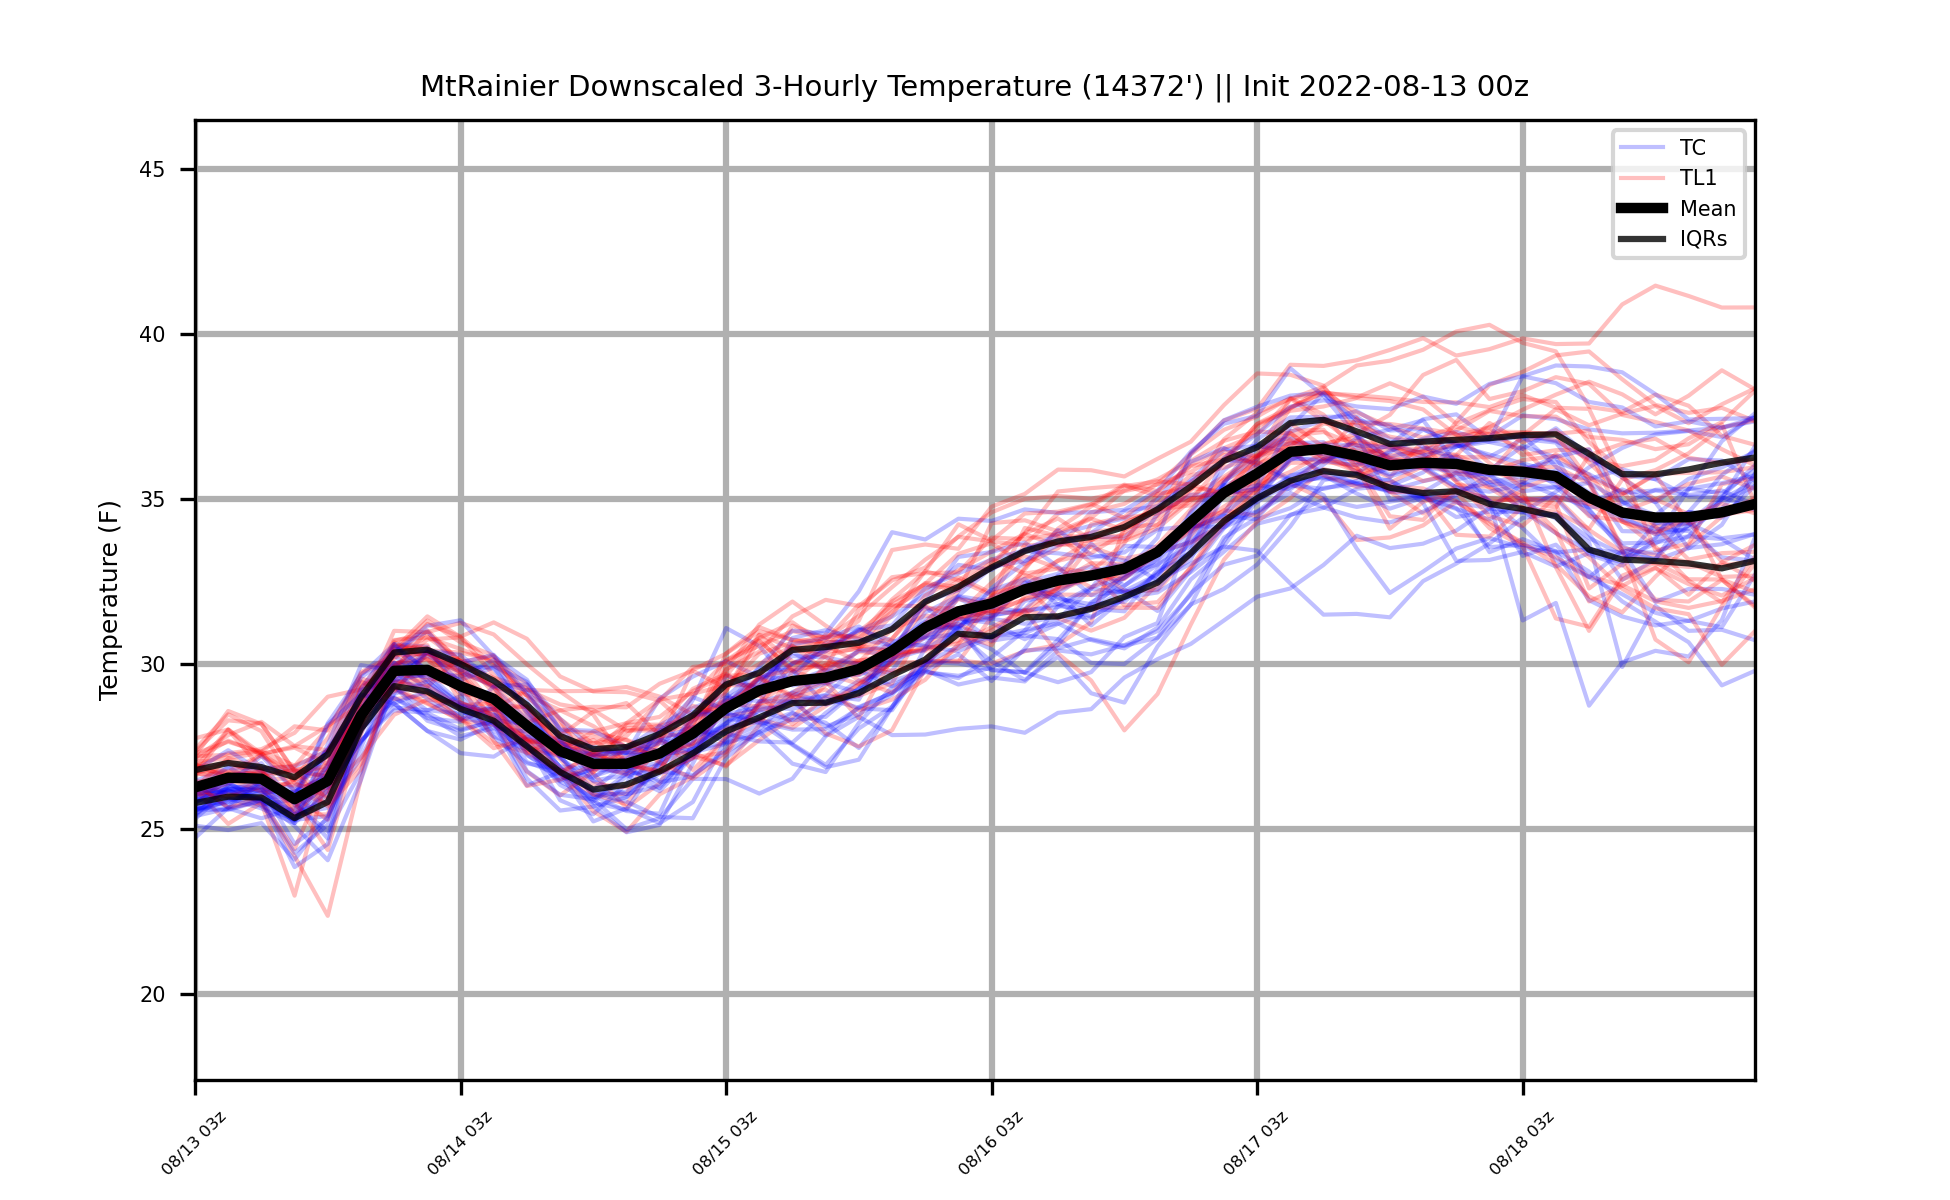 MtRainier Downscaled 3-Hourly Temperature (14372') || Init 2022-08-13 00z
TC
TL1
Mean
IQRs
Temperature (F)
45
40
35
30
25
20
08/13 03z
08/14 03z
08/15 03z
08/16 03z
08/17 03z
08/18 03z